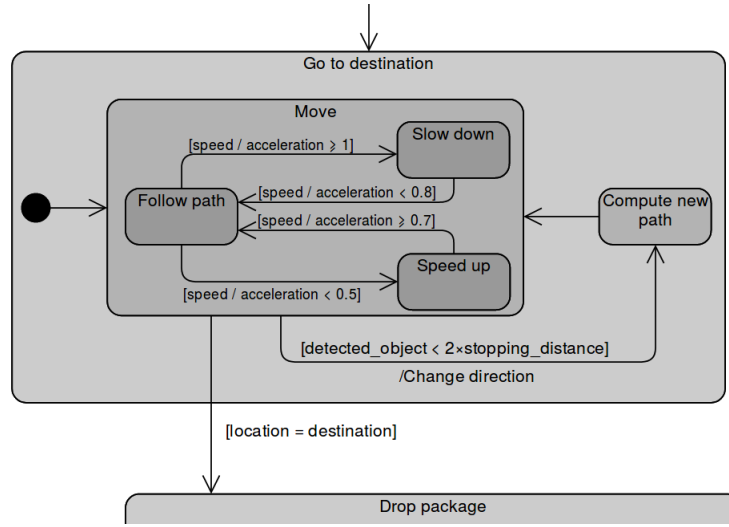 Go to destination
Move
Slow down
[speed / acceleration ⩾ 1]
[speed / acceleration < 0.8]
Follow path
Compute new
path
[speed / acceleration ⩾ 0.7]
Speed up
[speed / acceleration < 0.5]
[detected_object < 2×stopping_distance]
/Change direction
[location = destination]
Drop package